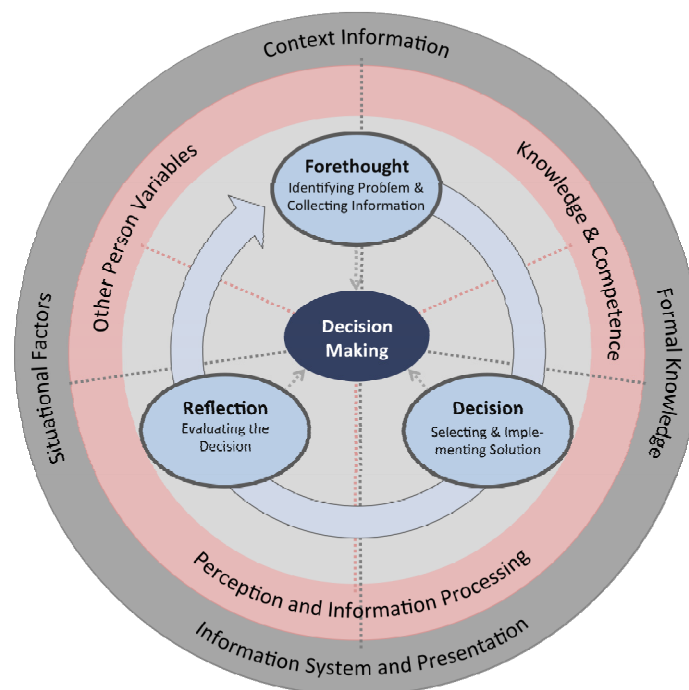 Context Information
Other Person Variables
Knowledge & Competence
Forethought
Identifying Problem &
Collecting Information
Situational Factors
Formal Knowledge
Decision
Making
Reflection
Evaluating the
Decision
Decision
Selecting & Imple-
menting Solution
Perception and Information Processing
Information System and Presentation